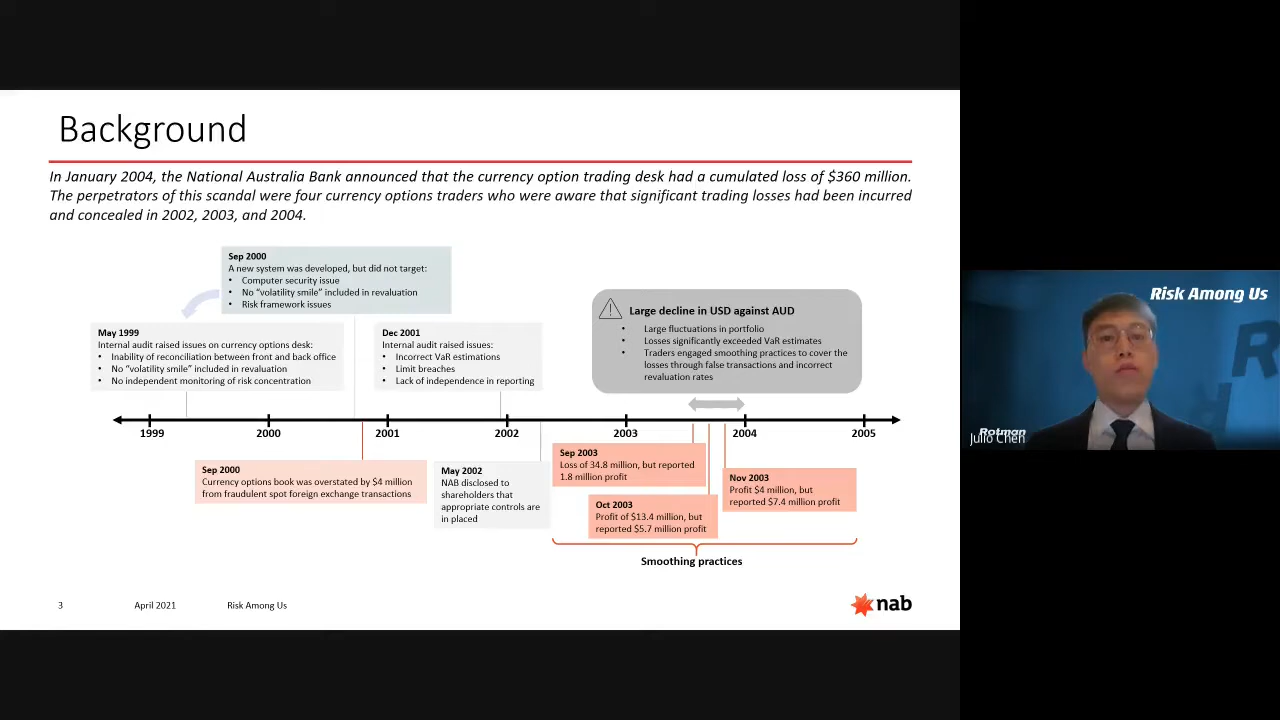 Background
In January 2004, the National Australia Bank announced that the currency option trading desk had a cumulated loss of $360 million.
The perpetrators of this scandal were four currency options traders who were aware that significant trading losses had been incurred
and concealed in 2002, 2003, and 2004.
Sep 2000
A new system was developed, but did not target:
• Computer security issue
• No “volatility smile” included in revaluation
• Risk framework issues
May 1999
Internal audit raised issues on currency options desk:
• Inability of reconciliation between front and back office
• No “volatility smile” included in revaluation
• No independent monitoring of risk concentration
Dec 2001
Internal audit raised issues:
• Incorrect VaR estimations
• Limit breaches
• Lack of independence in reporting
Large decline in USD against AUD
• Large fluctuations in portfolio
• Losses significantly exceeded VaR estimates
• Traders engaged smoothing practices to cover the
losses through false transactions and incorrect
revaluation rates
1999 2000 2001 2002 2003 2004 2005
Sep 2000
Currency options book was overstated by $4 million
from fraudulent spot foreign exchange transactions
May 2002
NAB disclosed to
shareholders that
appropriate controls are
in placed
Sep 2003
Loss of 34.8 million, but reported
1.8 million profit
Oct 2003
Profit of $13.4 million, but
reported $5.7 million profit
Nov 2003
Profit $4 million, but
reported $7.4 million profit
Smoothing practices
3 April 2021 Risk Among Us
nab
Risk Among Us
R
Rotman
Julio Chen